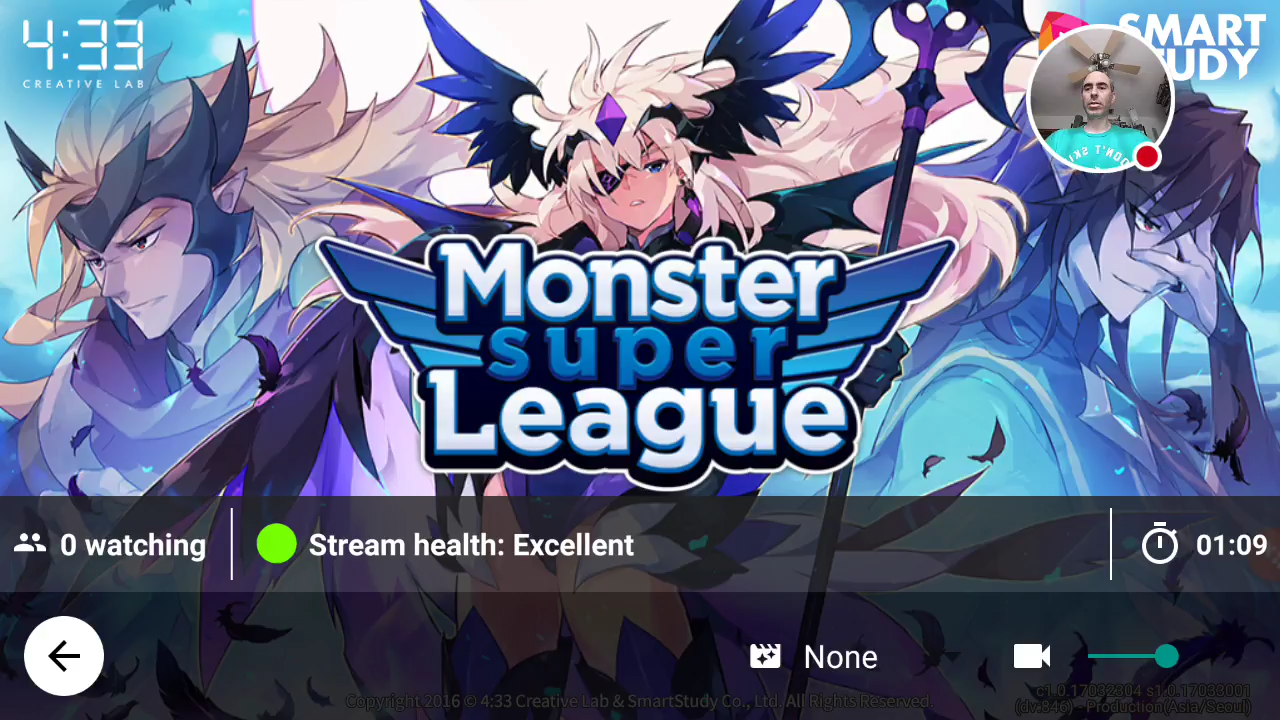 4:33
CREATIVE LAB
SMART
STUDY
DON'T SKI
Monster
super
League
0 watching
Stream health: Excellent
01:09
None
Copyright 2016 © 4:33 Creative Lab & SmartStudy Co., Ltd. All Rights Reserved.
c1.0.17032304 s1.0.17033001
(dv:846) - Production(Asia/Seoul)